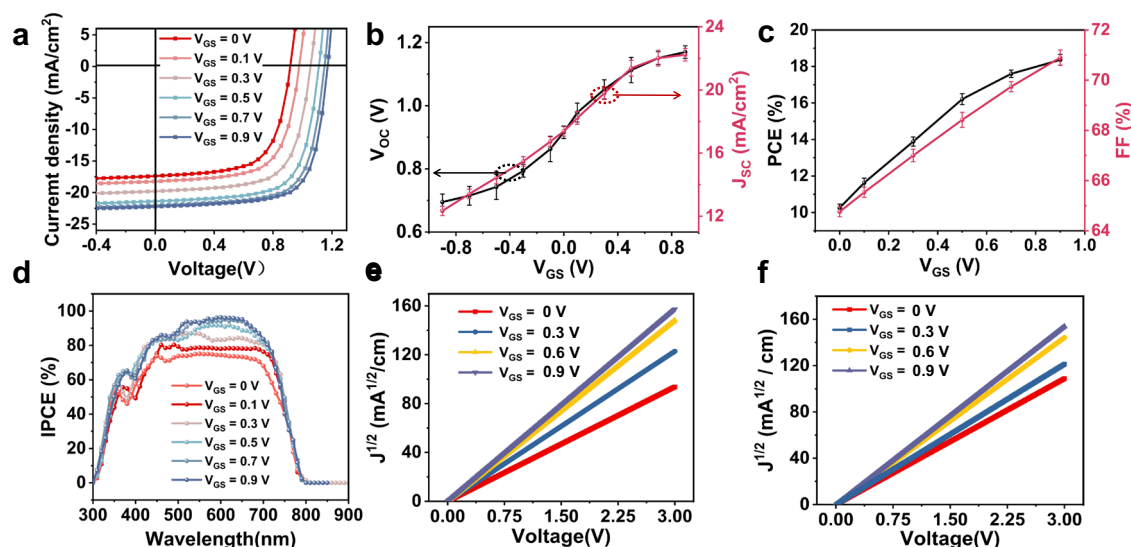 a
Current density (mA/cm²)
5
0
-5
-10
-15
-20
-25
V_GS = 0 V
V_GS = 0.1 V
V_GS = 0.3 V
V_GS = 0.5 V
V_GS = 0.7 V
V_GS = 0.9 V
-0.4 0.0 0.4 0.8 1.2
Voltage(V)
b
V_OC (V)
1.2
1.0
0.8
0.6
-0.8 -0.4 0.0 0.4 0.8
V_GS (V)
24
22
20
18
16
14
12
J_SC (mA/cm²)
c
PCE (%)
20
18
16
14
12
10
0.0 0.2 0.4 0.6 0.8 1.0
V_GS (V)
72
70
68
66
64
FF (%)
d
IPCE (%)
100
80
60
40
20
0
V_GS = 0 V
V_GS = 0.1 V
V_GS = 0.3 V
V_GS = 0.5 V
V_GS = 0.7 V
V_GS = 0.9 V
300 400 500 600 700 800 900
Wavelength(nm)
e
J^1/2 (mA^1/2/cm)
160
120
80
40
0
V_GS = 0 V
V_GS = 0.3 V
V_GS = 0.6 V
V_GS = 0.9 V
0.00 0.75 1.50 2.25 3.00
Voltage(V)
f
J^1/2 (mA^1/2 / cm)
160
120
80
40
0
V_GS = 0 V
V_GS = 0.3 V
V_GS = 0.6 V
V_GS = 0.9 V
0.00 0.75 1.50 2.25 3.00
Voltage(V)